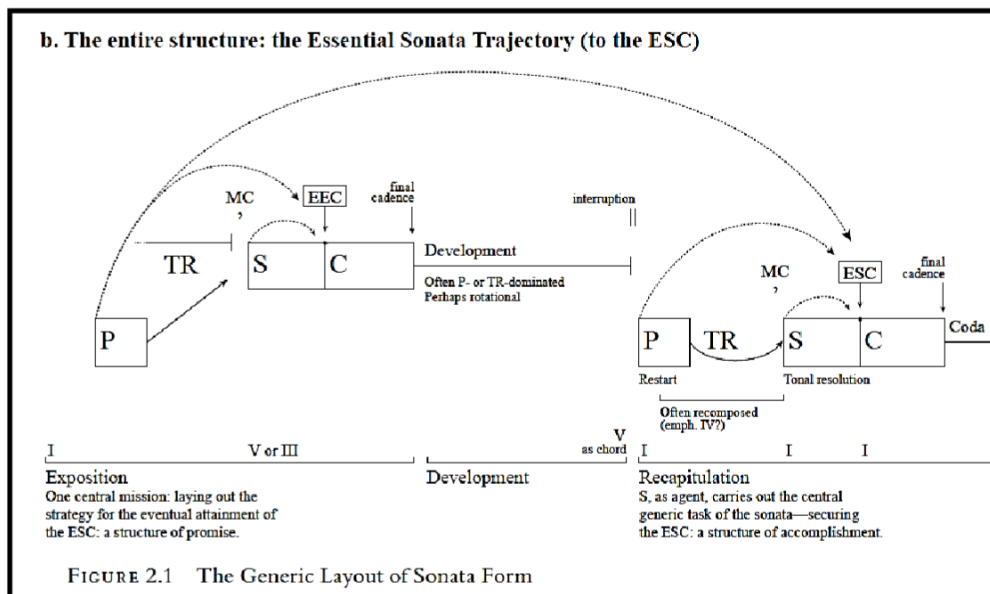 b. The entire structure: the Essential Sonata Trajectory (to the ESC)
MC
,
EEC
final
cadence
interruption
TR
S
C
Development
Often P- or TR-dominated
Perhaps rotational
P
MC
,
ESC
final
cadence
P
TR
S
C
Coda
Restart
Tonal resolution
Often recomposed
(emph. IV?)
I
V or III
V
as chord
I
I
I
Exposition
One central mission: laying out the
strategy for the eventual attainment of
the ESC: a structure of promise.
Development
Recapitulation
S, as agent, carries out the central
generic task of the sonata—securing
the ESC: a structure of accomplishment.
FIGURE 2.1 The Generic Layout of Sonata Form